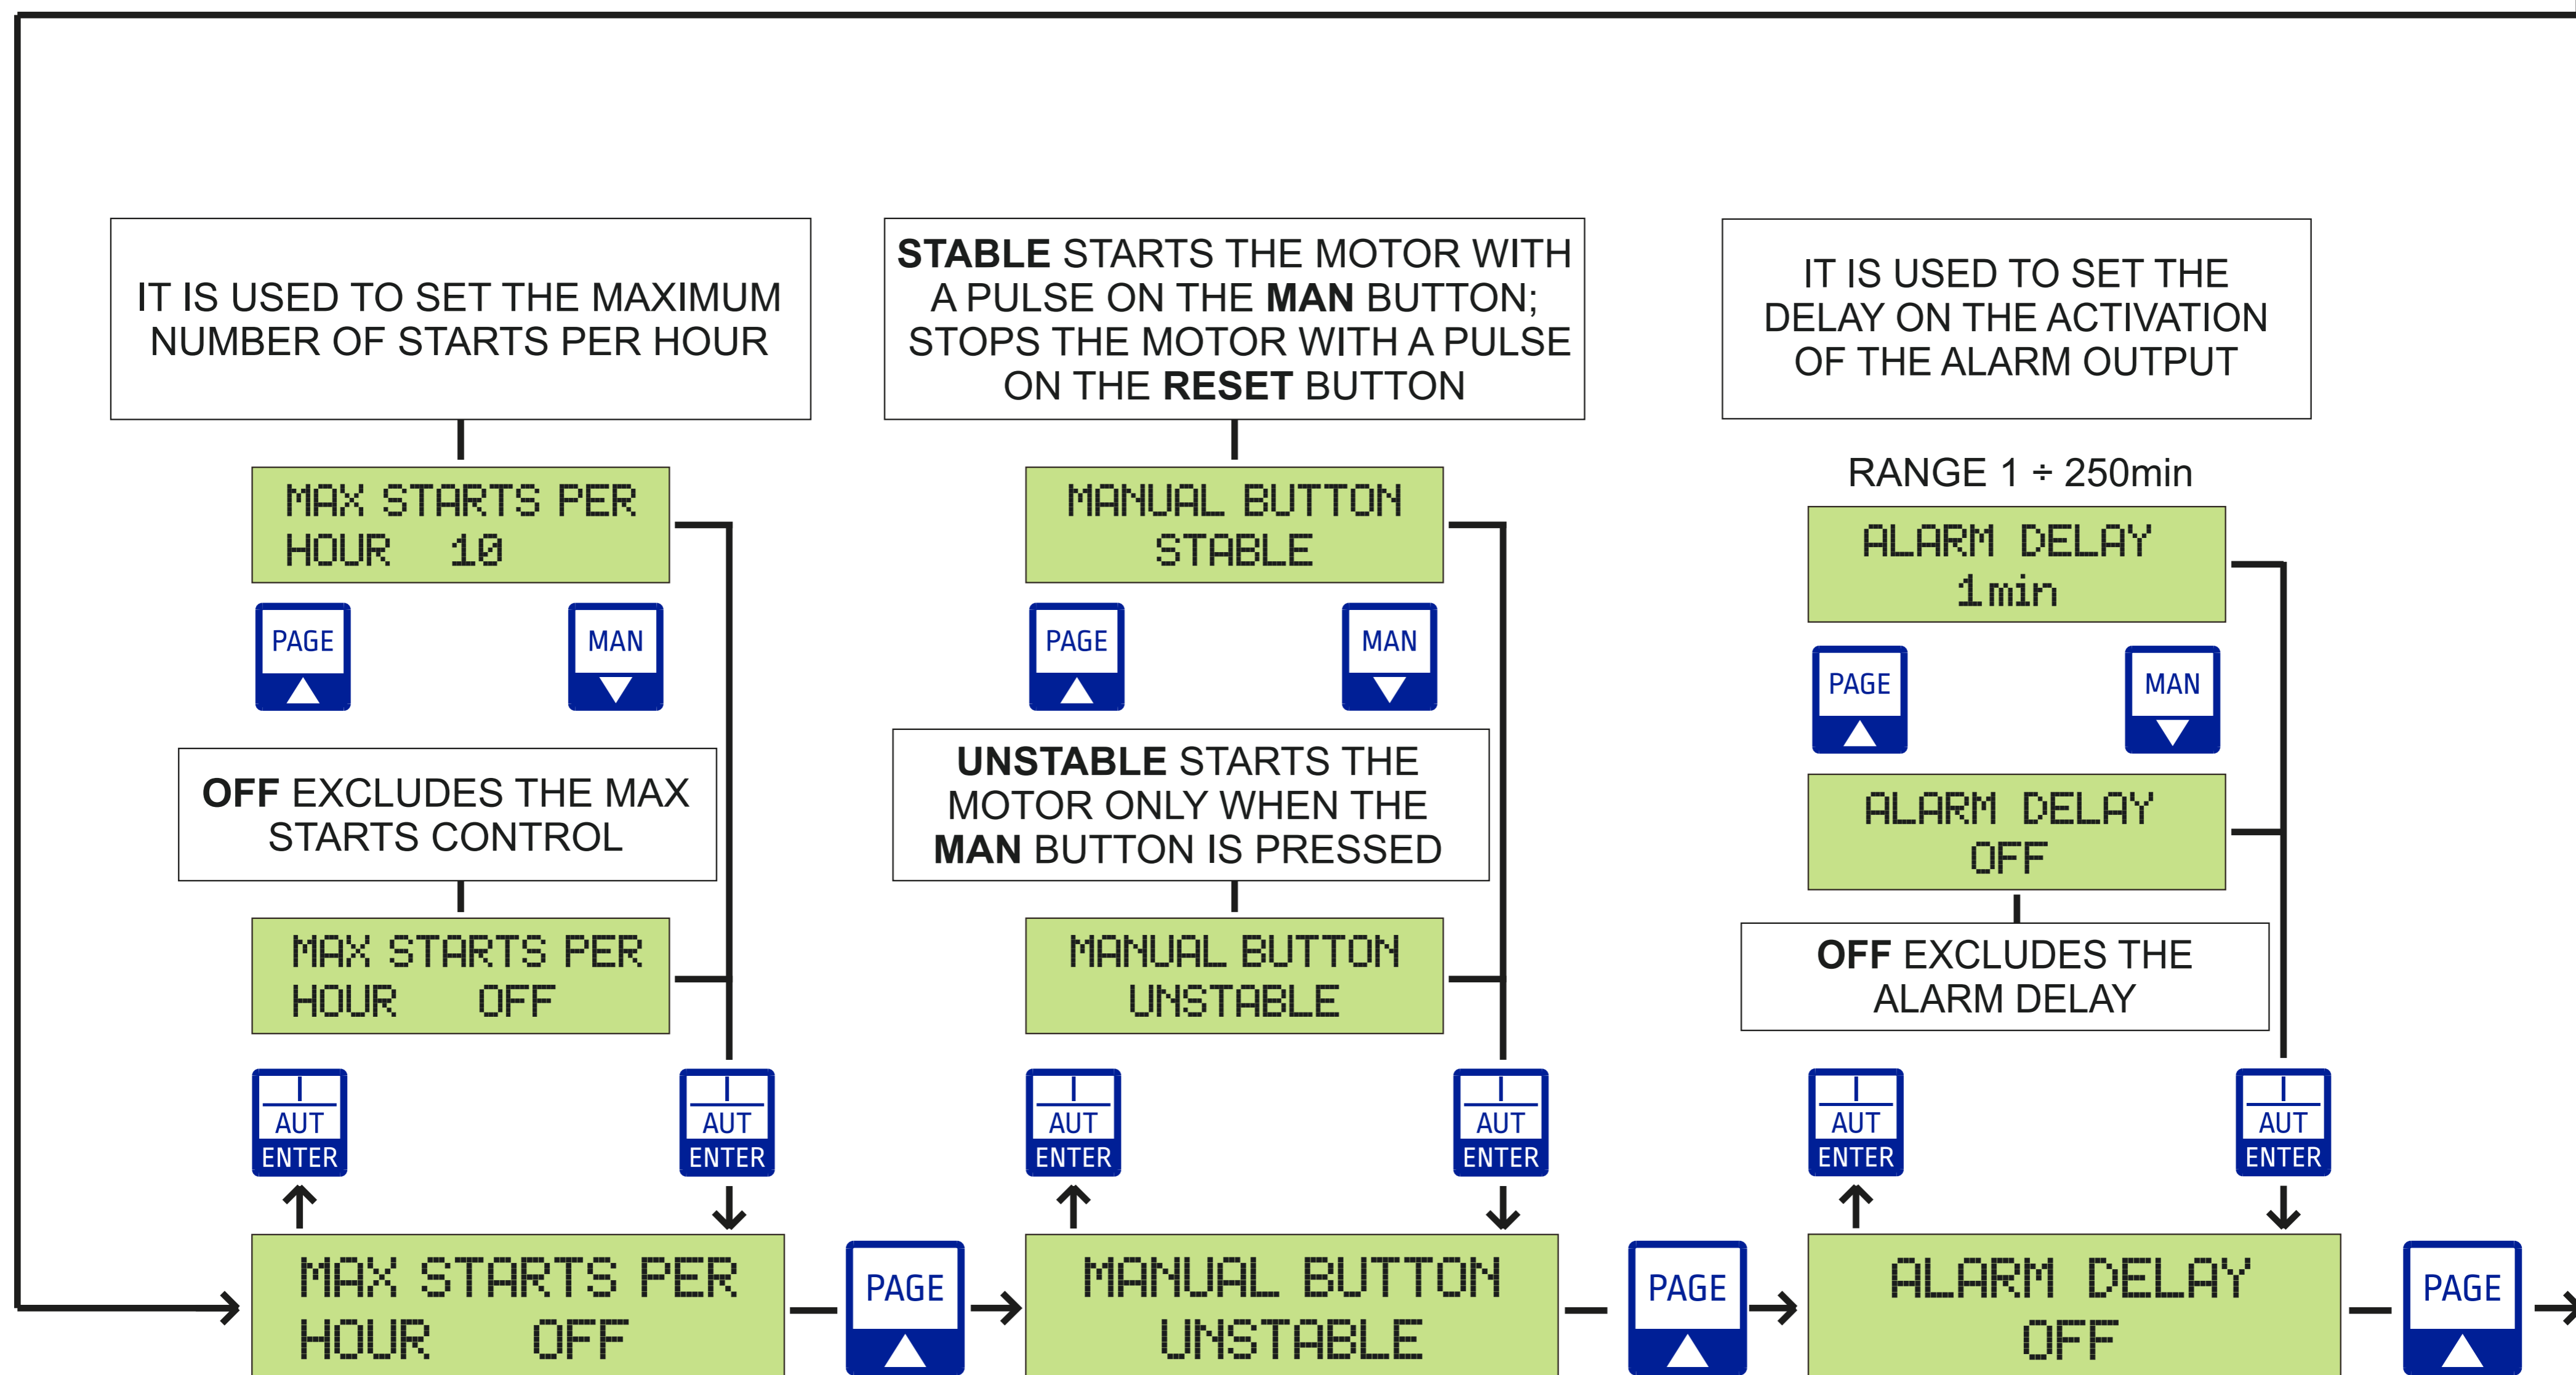 IT IS USED TO SET THE MAXIMUM
NUMBER OF STARTS PER HOUR
MAX STARTS PER
HOUR 10
PAGE
MAN
OFF EXCLUDES THE MAX
STARTS CONTROL
MAX STARTS PER
HOUR OFF
I
AUT
ENTER
I
AUT
ENTER
MAX STARTS PER
HOUR OFF
PAGE
STABLE STARTS THE MOTOR WITH
A PULSE ON THE MAN BUTTON;
STOPS THE MOTOR WITH A PULSE
ON THE RESET BUTTON
MANUAL BUTTON
STABLE
PAGE
MAN
UNSTABLE STARTS THE
MOTOR ONLY WHEN THE
MAN BUTTON IS PRESSED
MANUAL BUTTON
UNSTABLE
I
AUT
ENTER
I
AUT
ENTER
MANUAL BUTTON
UNSTABLE
PAGE
IT IS USED TO SET THE
DELAY ON THE ACTIVATION
OF THE ALARM OUTPUT
RANGE 1 ÷ 250min
ALARM DELAY
1min
PAGE
MAN
ALARM DELAY
OFF
OFF EXCLUDES THE
ALARM DELAY
I
AUT
ENTER
I
AUT
ENTER
ALARM DELAY
OFF
PAGE